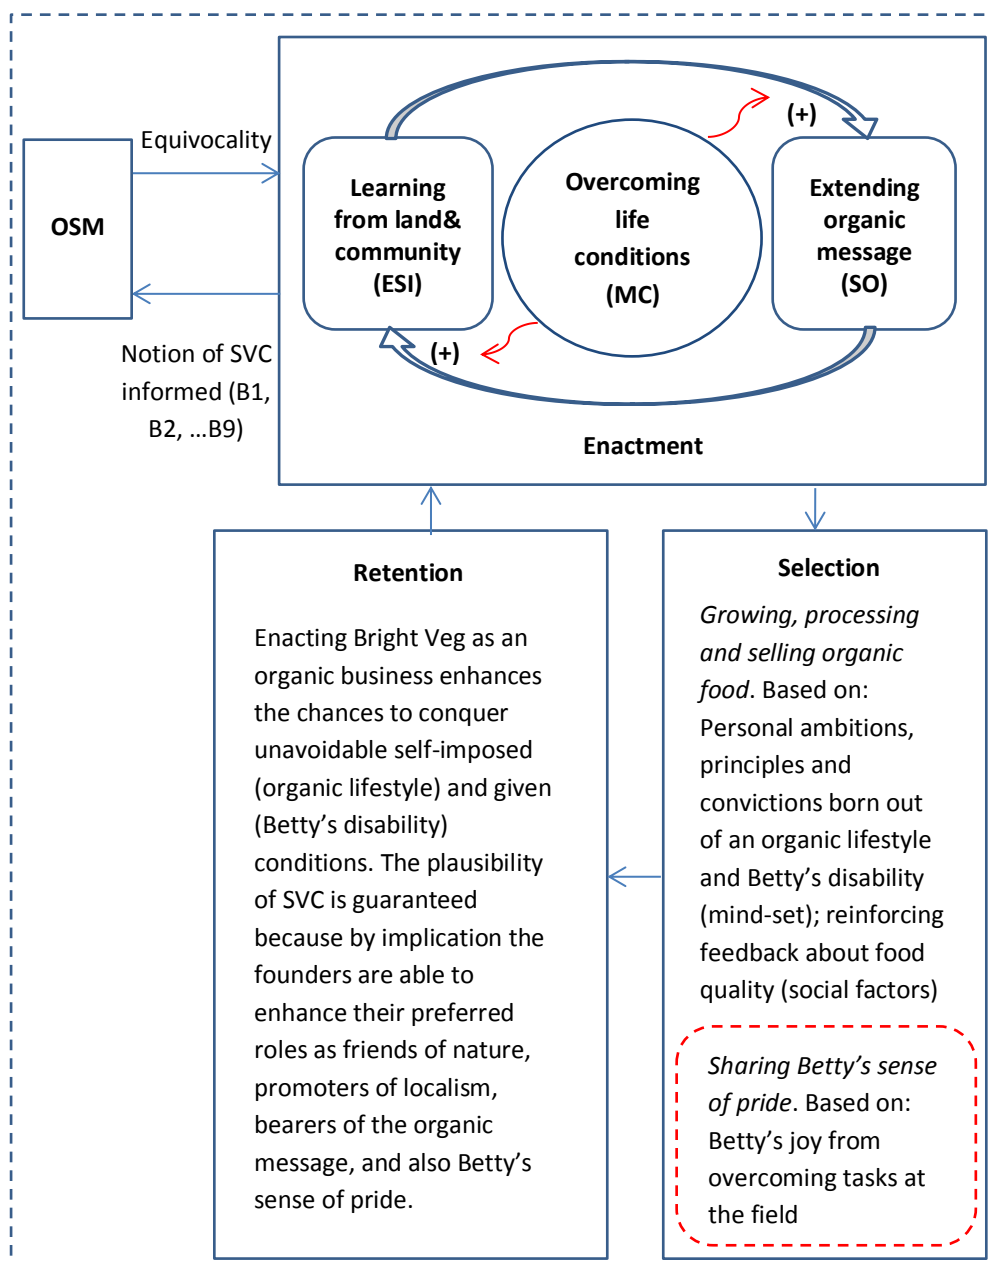 Equivocality
OSM
Notion of SVC
informed (B1,
B2, …B9)
Learning
from land&
community
(ESI)
Overcoming
life
conditions
(MC)
(+)
(+)
Extending
organic
message
(SO)
Enactment
Retention
Enacting Bright Veg as an
organic business enhances
the chances to conquer
unavoidable self-imposed
(organic lifestyle) and given
(Betty’s disability)
conditions. The plausibility
of SVC is guaranteed
because by implication the
founders are able to
enhance their preferred
roles as friends of nature,
promoters of localism,
bearers of the organic
message, and also Betty’s
sense of pride.
Selection
Growing, processing
and selling organic
food. Based on:
Personal ambitions,
principles and
convictions born out
of an organic lifestyle
and Betty’s disability
(mind-set); reinforcing
feedback about food
quality (social factors)
Sharing Betty’s sense
of pride. Based on:
Betty’s joy from
overcoming tasks at
the field